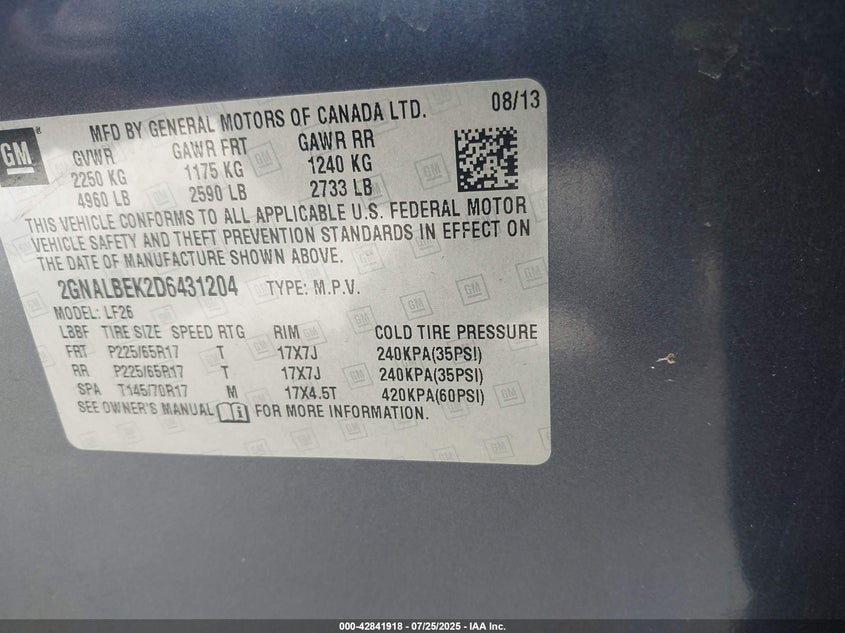 08/13
GM
MFD BY GENERAL MOTORS OF CANADA LTD.
GVWR GAWR FRT GAWR RR
2250 KG 1175 KG 1240 KG
4960 LB 2590 LB 2733 LB
THIS VEHICLE CONFORMS TO ALL APPLICABLE U.S. FEDERAL MOTOR
VEHICLE SAFETY AND THEFT PREVENTION STANDARDS IN EFFECT ON
THE DATE OF MANUFACTURE SHOWN ABOVE.
2GNALBEK2D6431204 TYPE: M.P.V.
MODEL: LF26
LBBF TIRE SIZE SPEED RTG RIM COLD TIRE PRESSURE
FRT P225/65R17 T 17X7J 240KPA(35PSI)
RR P225/65R17 T 17X7J 240KPA(35PSI)
SPA T145/70R17 M 17X4.5T 420KPA(60PSI)
SEE OWNER'S MANUAL FOR MORE INFORMATION.
000-42841918 - 07/25/2025 - IAA Inc.